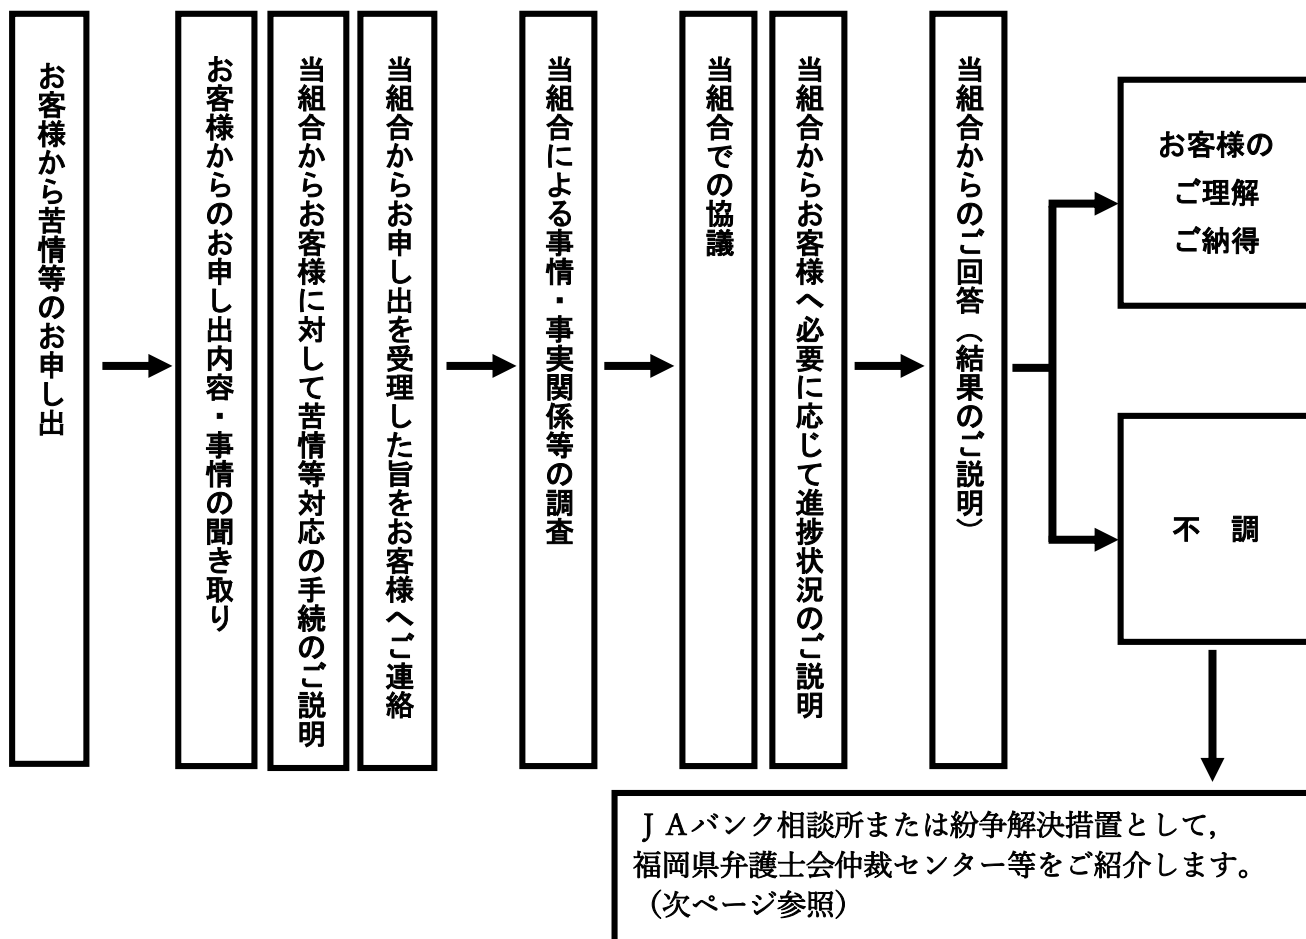 お客様から苦情等のお申し出
お客様からのお申し出内容・事情の聞き取り
当組合からお客様に対して苦情等対応の手続のご説明
当組合からお申し出を受理した旨をお客様へご連絡
当組合による事情・事実関係等の調査
当組合での協議
当組合からお客様へ必要に応じて進捗状況のご説明
当組合からのご回答（結果のご説明）
お客様の
ご理解
ご納得
不　調
ＪＡバンク相談所または紛争解決措置として，
福岡県弁護士会仲裁センター等をご紹介します。
（次ページ参照）